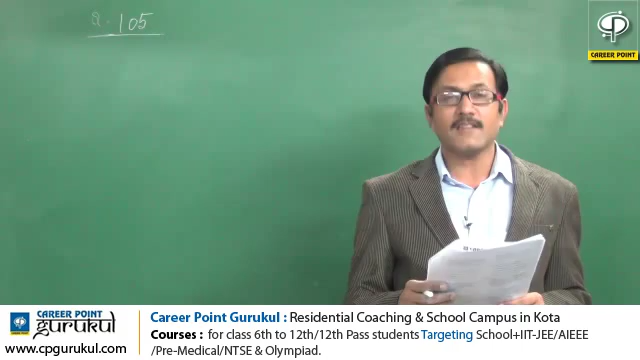 Q. 105
CAREER POINT
CAREER POINT
gurukul
www.cpgurukul.com
Career Point Gurukul : Residential Coaching & School Campus in Kota
Courses : for class 6th to 12th/12th Pass students Targeting School+IIT-JEE/AIEEE
/Pre-Medical/NTSE & Olympiad.